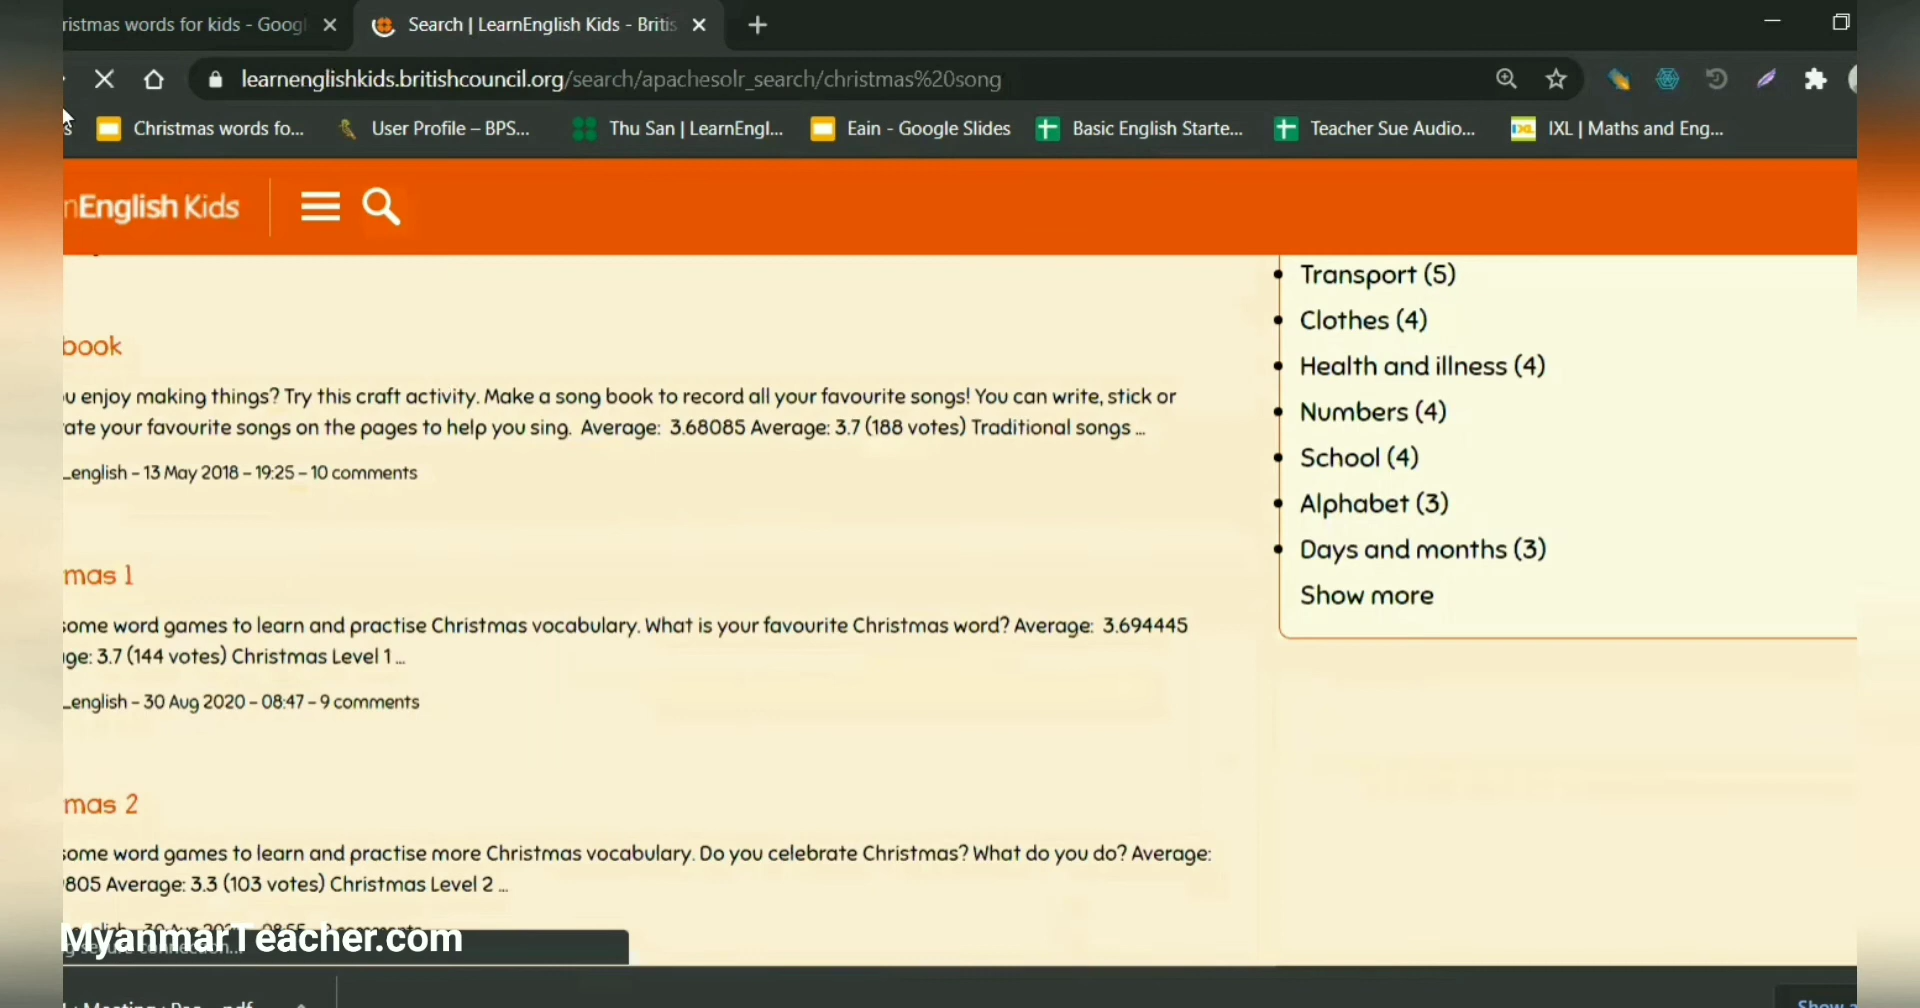 ristmas words for kids - Goog
Search | LearnEnglish Kids - Britis
learnenglishkids.britishcouncil.org/search/apachesolr_search/christmas%20song
Christmas words fo...
User Profile – BPS...
Thu San | LearnEngl...
Eain - Google Slides
Basic English Starte...
Teacher Sue Audio...
IXL | Maths and Eng...
nEnglish Kids
Transport (5)
Clothes (4)
Health and illness (4)
Numbers (4)
School (4)
Alphabet (3)
Days and months (3)
Show more
book
u enjoy making things? Try this craft activity. Make a song book to record all your favourite songs! You can write, stick or
ate your favourite songs on the pages to help you sing. Average: 3.68085 Average: 3.7 (188 votes) Traditional songs ...
_english – 13 May 2018 – 19:25 – 10 comments
mas 1
some word games to learn and practise Christmas vocabulary. What is your favourite Christmas word? Average: 3.694445
ge: 3.7 (144 votes) Christmas Level 1 ...
_english – 30 Aug 2020 – 08:47 – 9 comments
mas 2
some word games to learn and practise more Christmas vocabulary. Do you celebrate Christmas? What do you do? Average:
805 Average: 3.3 (103 votes) Christmas Level 2 ...
MyanmarTeacher.com